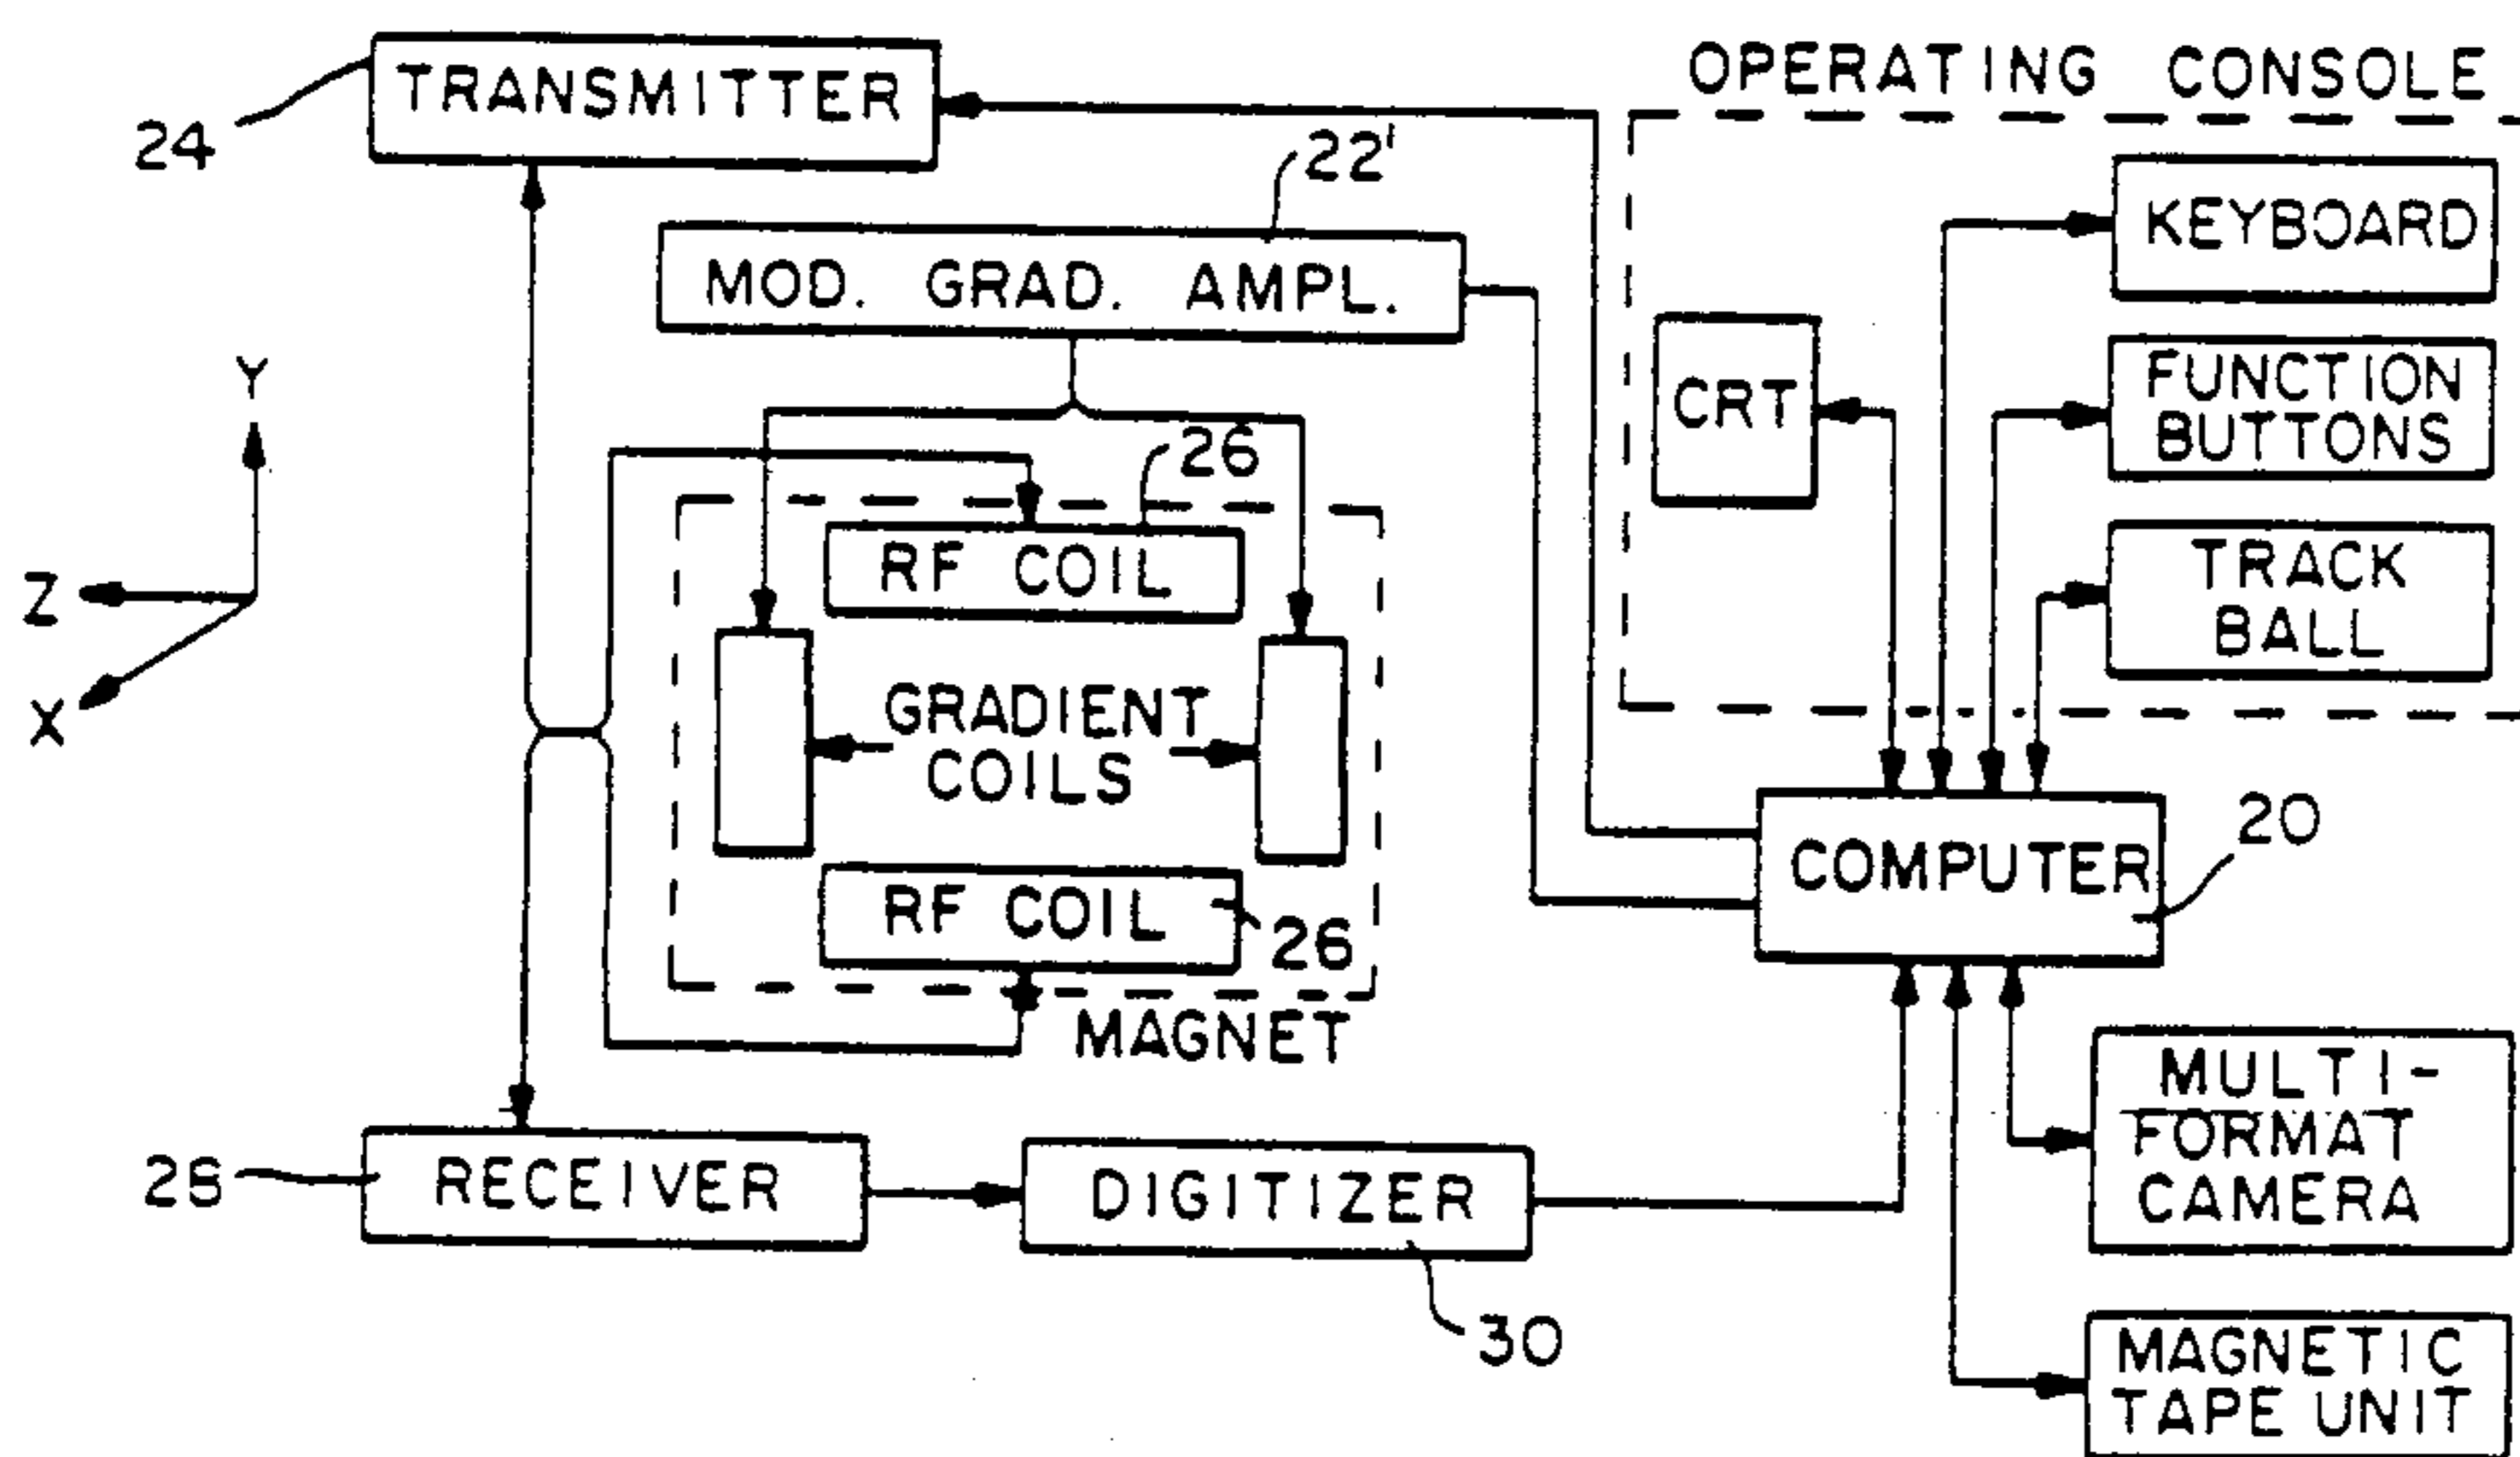 OPERATING CONSOLE
TRANSMITTER
24
22'
MOD. GRAD. AMPL.
KEYBOARD
CRT
FUNCTION
BUTTONS
TRACK
BALL
Y
Z
X
26
RF COIL
GRADIENT
COILS
RF COIL
26
MAGNET
COMPUTER
20
28
RECEIVER
DIGITIZER
30
MULTI-
FORMAT
CAMERA
MAGNETIC
TAPE UNIT